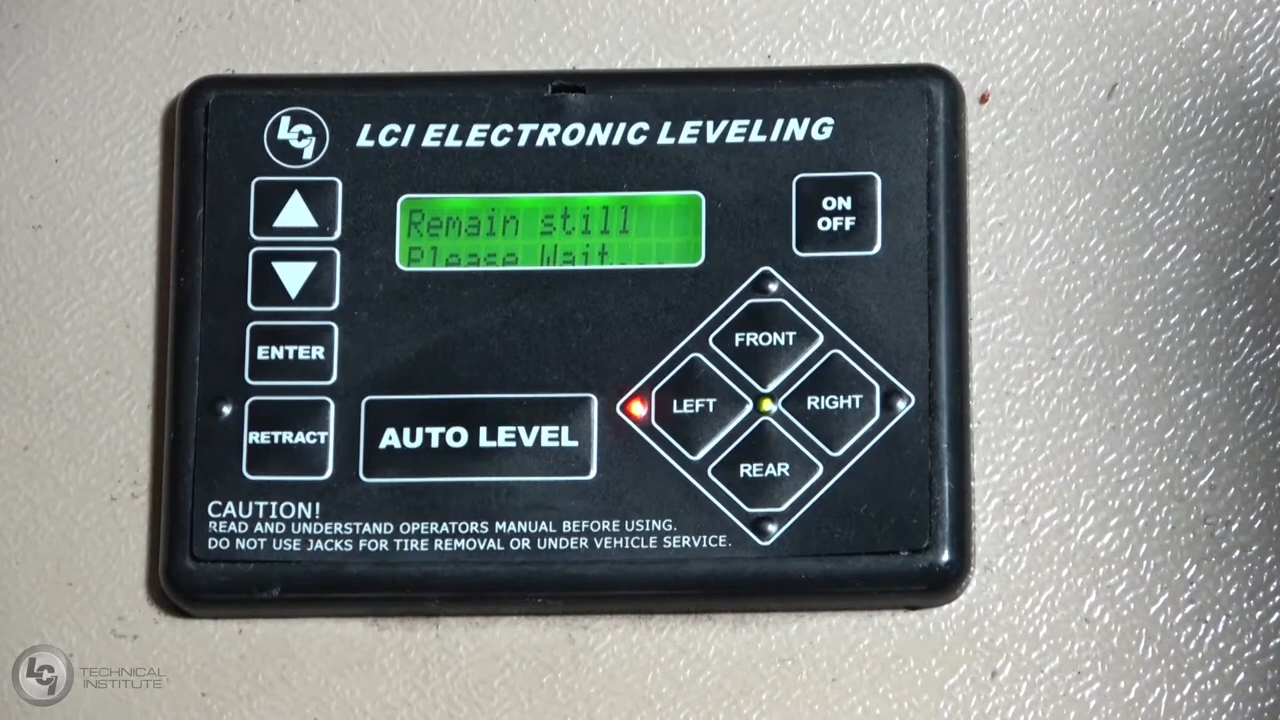 LCI
LCI ELECTRONIC LEVELING
Remain still
Please Wait...
ON
OFF
ENTER
RETRACT
AUTO LEVEL
FRONT
LEFT
RIGHT
REAR
CAUTION!
READ AND UNDERSTAND OPERATORS MANUAL BEFORE USING.
DO NOT USE JACKS FOR TIRE REMOVAL OR UNDER VEHICLE SERVICE.
LCI TECHNICAL
INSTITUTE